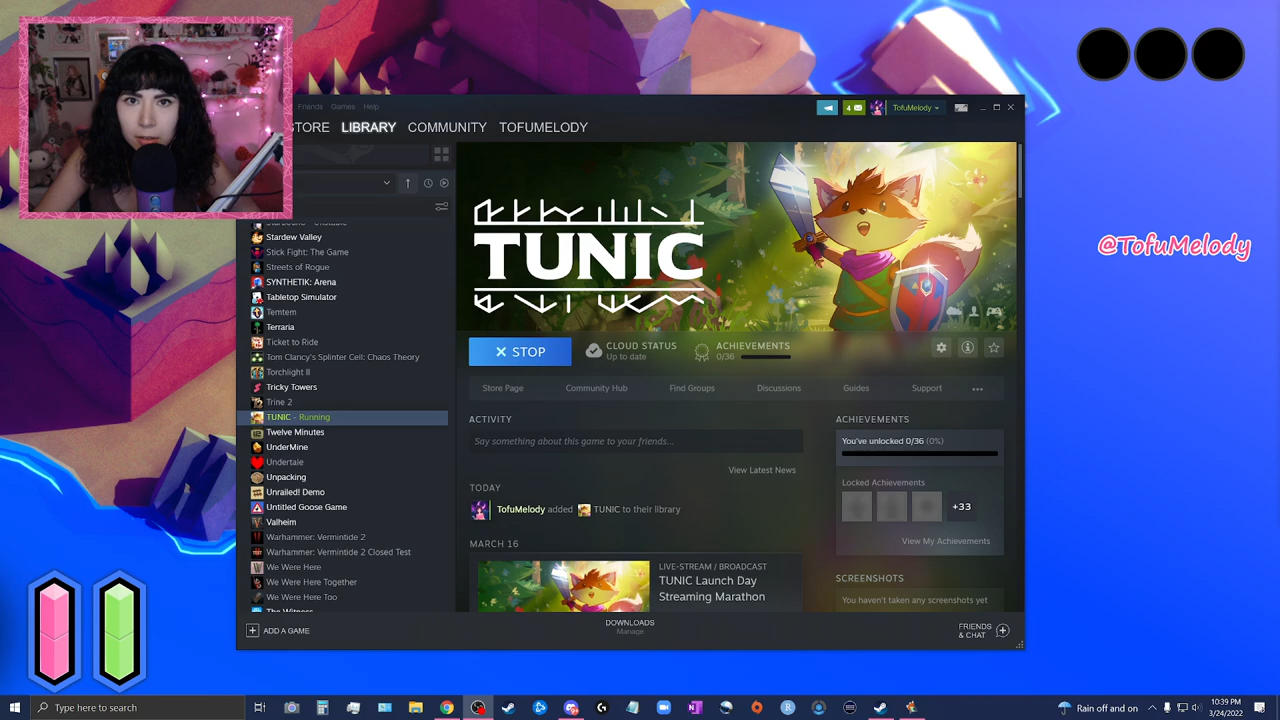 Friends Games Help
4
TofuMelody
LIBRARY COMMUNITY TOFUMELODY
TUNIC
Stardew Valley
Stick Fight: The Game
Streets of Rogue
SYNTHETIK: Arena
Tabletop Simulator
Temtem
Terraria
Ticket to Ride
Tom Clancy's Splinter Cell: Chaos Theory
Torchlight II
Tricky Towers
Trine 2
TUNIC - Running
Twelve Minutes
UnderMine
Undertale
Unpacking
Unrailed! Demo
Untitled Goose Game
Valheim
Warhammer: Vermintide 2
Warhammer: Vermintide 2 Closed Test
We Were Here
We Were Here Together
We Were Here Too
The Witness
STOP
CLOUD STATUS
Up to date
ACHIEVEMENTS
0/36
Store Page Community Hub Find Groups Discussions Guides Support
ACTIVITY
Say something about this game to your friends...
View Latest News
TODAY
TofuMelody added TUNIC to their library
MARCH 16
LIVE-STREAM / BROADCAST
TUNIC Launch Day
Streaming Marathon
ACHIEVEMENTS
You've unlocked 0/36 (0%)
Locked Achievements
+33
View My Achievements
SCREENSHOTS
You haven't taken any screenshots yet
ADD A GAME
DOWNLOADS
Manage
FRIENDS
& CHAT
@TofuMelody
Type here to search
Rain off and on
10:39 PM
3/24/2022